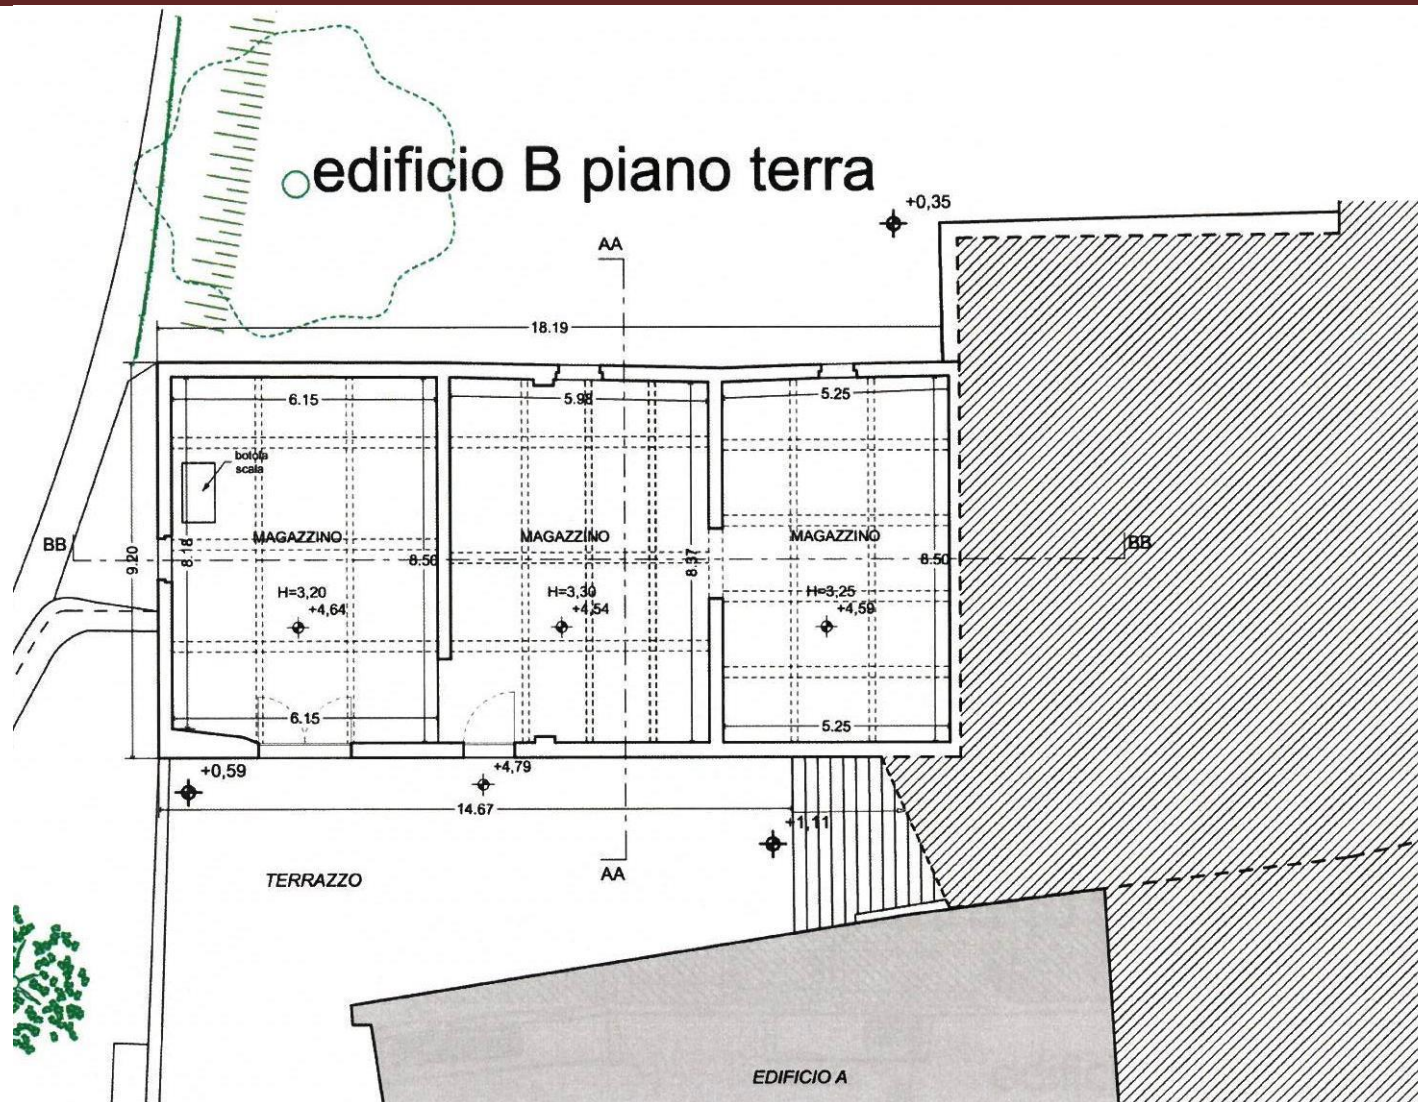 edificio B piano terra
+0,35
AA
18.19
6.15
5.98
5.25
botola
scala
BB
9.20
8.18
MAGAZZINO
8.50
MAGAZZINO
8.37
MAGAZZINO
8.50
BB
H=3,20
+4,64
H=3,30
+4,54
H=3,25
+4,59
6.15
5.25
+0,59
+4,79
14.67
+1,11
AA
TERRAZZO
EDIFICIO A